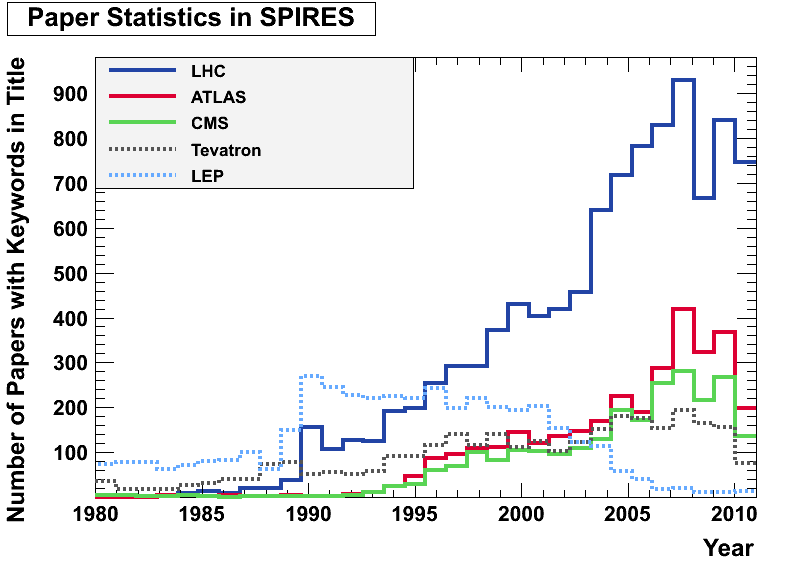 Paper Statistics in SPIRES
Number of Papers with Keywords in Title
LHC
ATLAS
CMS
Tevatron
LEP
900
800
700
600
500
400
300
200
100
1980 1985 1990 1995 2000 2005 2010
Year